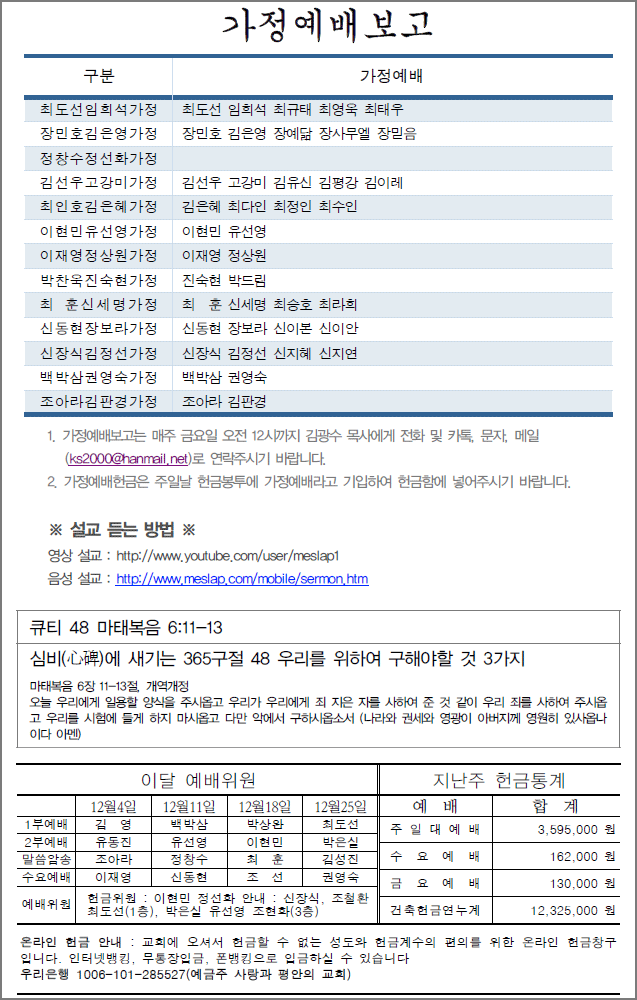 가정예배보고
구분 가정예배
최도선임희석가정 최도선 임희석 최규태 최영욱 최태우
장민호김은영가정 장민호 김은영 장예닮 장사무엘 장믿음
정창수정선화가정
김선우고강미가정 김선우 고강미 김유신 김평강 김이레
최인호김은혜가정 김은혜 최다인 최정인 최수인
이현민유선영가정 이현민 유선영
이재영정상원가정 이재영 정상원
박찬욱진숙현가정 진숙현 박드림
최 훈신세명가정 최 훈 신세명 최승호 최라희
신동현장보라가정 신동현 장보라 신이본 신이안
신장식김정선가정 신장식 김정선 신지혜 신지연
백박삼권영숙가정 백박삼 권영숙
조아라김판경가정 조아라 김판경
1. 가정예배보고는 매주 금요일 오전 12시까지 김광수 목사에게 전화 및 카톡, 문자, 메일
(ks2000@hanmail.net)로 연락주시기 바랍니다.
2. 가정예배헌금은 주일날 헌금봉투에 가정예배라고 기입하여 헌금함에 넣어주시기 바랍니다.
※ 설교 듣는 방법 ※
영상 설교 : http://www.youtube.com/user/meslap1
음성 설교 : http://www.meslap.com/mobile/sermon.htm
큐티 48 마태복음 6:11-13
심비(心碑)에 새기는 365구절 48 우리를 위하여 구해야할 것 3가지
마태복음 6장 11-13절, 개역개정
오늘 우리에게 일용할 양식을 주시옵고 우리가 우리에게 죄 지은 자를 사하여 준 것 같이 우리 죄를 사하여 주시옵
고 우리를 시험에 들게 하지 마시옵고 다만 악에서 구하시옵소서 (나라와 권세와 영광이 아버지께 영원히 있사옵나
이다 아멘)
이달 예배위원
12월4일 12월11일 12월18일 12월25일
1부예배 김 영 백박삼 박상완 최도선
2부예배 유동진 유선영 이현민 박은실
말씀암송 조아라 정창수 최 훈 김성진
수요예배 이재영 신동현 조 선 권영숙
예배위원 헌금위원 : 이현민 정선화 안내 : 신장식, 조철환
최도선(1층), 박은실 유선영 조현화(3층)
지난주 헌금통계
예 배 합 계
주 일 대 예 배 3,595,000 원
수 요 예 배 162,000 원
금 요 예 배 130,000 원
건축헌금연누계 12,325,000 원
온라인 헌금 안내 : 교회에 오셔서 헌금할 수 없는 성도와 헌금계수의 편의를 위한 온라인 헌금창구
입니다. 인터넷뱅킹, 무통장입금, 폰뱅킹으로 입금하실 수 있습니다
우리은행 1006-101-285527(예금주 사랑과 평안의 교회)